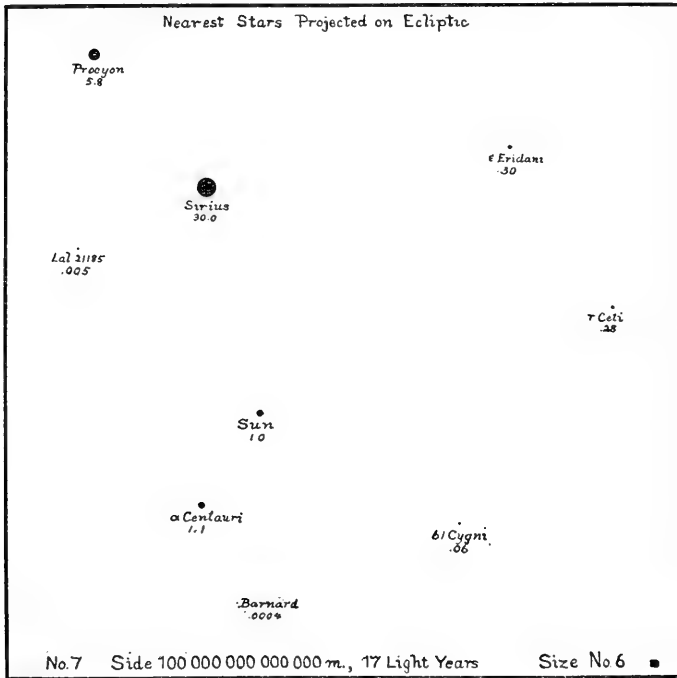 Nearest Stars Projected on Ecliptic
Procyon
5.8
ε Eridani
.30
Sirius
30.0
Lal 21185
.005
τ Ceti
.28
Sun
1.0
α Centauri
1.1
61 Cygni
.06
Barnard
.0004
No.7 Side 100 000 000 000 000 m., 17 Light Years Size No.6